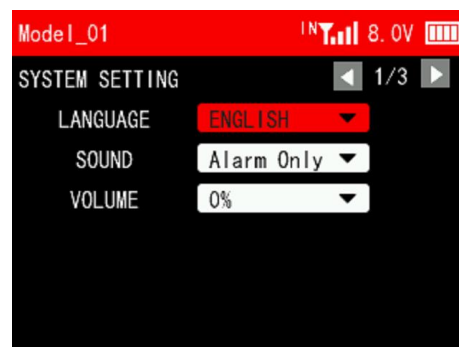 Model_01 IN 8.0V
SYSTEM SETTING 1/3
LANGUAGE ENGLISH
SOUND Alarm Only
VOLUME 0%